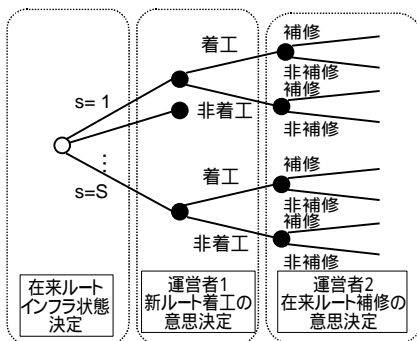 補修
着工
非補修
補修
s= 1
非着工
非補修
⋮
着工
補修
s=S
非補修
補修
非着工
非補修
在来ルート
インフラ状態
決定
運営者1
新ルート着工の
意思決定
運営者2
在来ルート補修の
意思決定